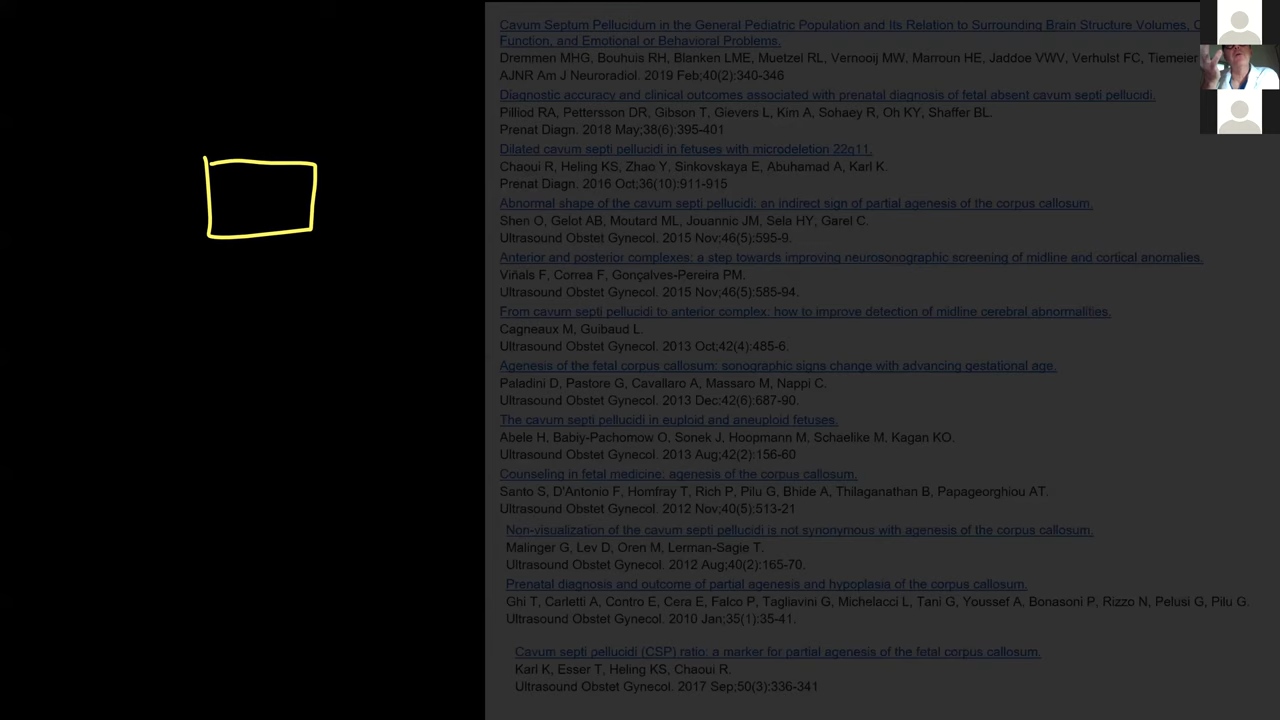 Cavum Septum Pellucidum in the General Pediatric Population and Its Relation to Surrounding Brain Structure Volumes,
Function, and Emotional or Behavioral Problems.
Dremmen MHG, Bouhuis RH, Blanken LME, Muetzel RL, Vernooij MW, Marroun HE, Jaddoe VWV, Verhulst FC, Tiemeier
AJNR Am J Neuroradiol. 2019 Feb;40(2):340-346
Diagnostic accuracy and clinical outcomes associated with prenatal diagnosis of fetal absent cavum septi pellucidi.
Pilliod RA, Pettersson DR, Gibson T, Gievers L, Kim A, Sohaey R, Oh KY, Shaffer BL.
Prenat Diagn. 2018 May;38(6):395-401
Dilated cavum septi pellucidi in fetuses with microdeletion 22q11.
Chaoui R, Heling KS, Zhao Y, Sinkovskaya E, Abuhamad A, Karl K.
Prenat Diagn. 2016 Oct;36(10):911-915
Abnormal shape of the cavum septi pellucidi: an indirect sign of partial agenesis of the corpus callosum.
Shen O, Gelot AB, Moutard ML, Jouannic JM, Sela HY, Garel C.
Ultrasound Obstet Gynecol. 2015 Nov;46(5):595-9.
Anterior and posterior complexes: a step towards improving neurosonographic screening of midline and cortical anomalies.
Viñals F, Correa F, Gonçalves-Pereira PM.
Ultrasound Obstet Gynecol. 2015 Nov;46(5):585-94.
From cavum septi pellucidi to anterior complex: how to improve detection of midline cerebral abnormalities.
Cagneaux M, Guibaud L.
Ultrasound Obstet Gynecol. 2013 Oct;42(4):485-6.
Agenesis of the fetal corpus callosum: sonographic signs change with advancing gestational age.
Paladini D, Pastore G, Cavallaro A, Massaro M, Nappi C.
Ultrasound Obstet Gynecol. 2013 Dec;42(6):687-90.
The cavum septi pellucidi in euploid and aneuploid fetuses.
Abele H, Babiy-Pachomow O, Sonek J, Hoopmann M, Schaelike M. Kagan KO.
Ultrasound Obstet Gynecol. 2013 Aug;42(2):156-60
Counseling in fetal medicine: agenesis of the corpus callosum.
Santo S, D'Antonio F, Homfray T, Rich P, Pilu G, Bhide A, Thilaganathan B, Papageorghiou AT.
Ultrasound Obstet Gynecol. 2012 Nov;40(5):513-21
Non-visualization of the cavum septi pellucidi is not synonymous with agenesis of the corpus callosum.
Malinger G, Lev D, Oren M, Lerman-Sagie T.
Ultrasound Obstet Gynecol. 2012 Aug;40(2):165-70.
Prenatal diagnosis and outcome of partial agenesis and hypoplasia of the corpus callosum.
Ghi T, Carletti A, Contro E, Cera E, Falco P, Tagliavini G, Michelacci L, Tani G, Youssef A, Bonasoni P, Rizzo N, Pelusi G, Pilu G.
Ultrasound Obstet Gynecol. 2010 Jan;35(1):35-41.
Cavum septi pellucidi (CSP) ratio: a marker for partial agenesis of the fetal corpus callosum.
Karl K, Esser T, Heling KS, Chaoui R.
Ultrasound Obstet Gynecol. 2017 Sep;50(3):336-341